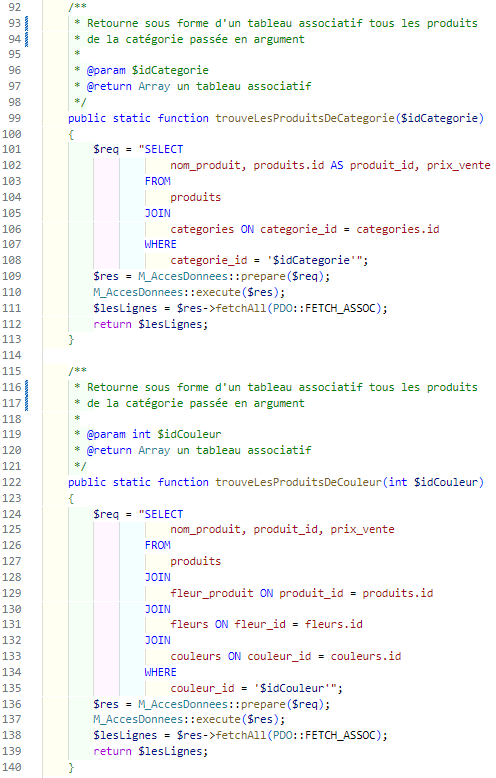 92 /**
93 * Retourne sous forme d'un tableau associatif tous les produits
94 * de la catégorie passée en argument
95 *
96 * @param $idCategorie
97 * @return Array un tableau associatif
98 */
99 public static function trouveLesProduitsDeCategorie($idCategorie)
100 {
101 $req = "SELECT
102 nom_produit, produits.id AS produit_id, prix_vente
103 FROM
104 produits
105 JOIN
106 categories ON categorie_id = categories.id
107 WHERE
108 categorie_id = '$idCategorie'";
109 $res = M_AccesDonnees::prepare($req);
110 M_AccesDonnees::execute($res);
111 $lesLignes = $res->fetchAll(PDO::FETCH_ASSOC);
112 return $lesLignes;
113 }
114
115 /**
116 * Retourne sous forme d'un tableau associatif tous les produits
117 * de la catégorie passée en argument
118 *
119 * @param int $idCouleur
120 * @return Array un tableau associatif
121 */
122 public static function trouveLesProduitsDeCouleur(int $idCouleur)
123 {
124 $req = "SELECT
125 nom_produit, produit_id, prix_vente
126 FROM
127 produits
128 JOIN
129 fleur_produit ON produit_id = produits.id
130 JOIN
131 fleurs ON fleur_id = fleurs.id
132 JOIN
133 couleurs ON couleur_id = couleurs.id
134 WHERE
135 couleur_id = '$idCouleur'";
136 $res = M_AccesDonnees::prepare($req);
137 M_AccesDonnees::execute($res);
138 $lesLignes = $res->fetchAll(PDO::FETCH_ASSOC);
139 return $lesLignes;
140 }